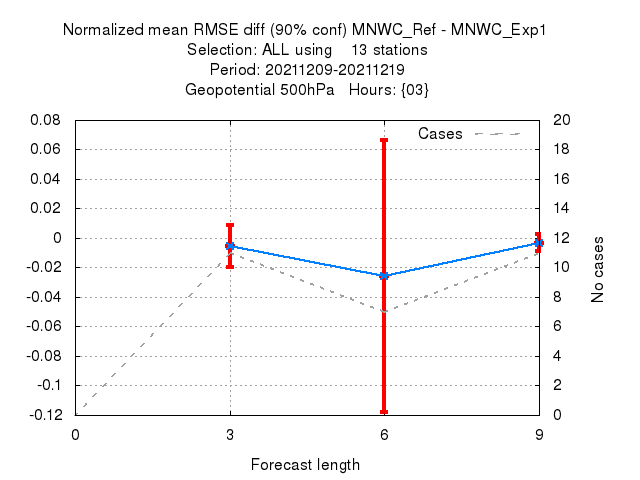 Normalized mean RMSE diff (90% conf) MNWC_Ref - MNWC_Exp1
Selection: ALL using    13 stations
Period: 20211209-20211219
Geopotential 500hPa   Hours: {03}
Cases
0.08
0.06
0.04
0.02
0
-0.02
-0.04
-0.06
-0.08
-0.1
-0.12
20
18
16
14
12
10
8
6
4
2
0
No cases
0 3 6 9
Forecast length